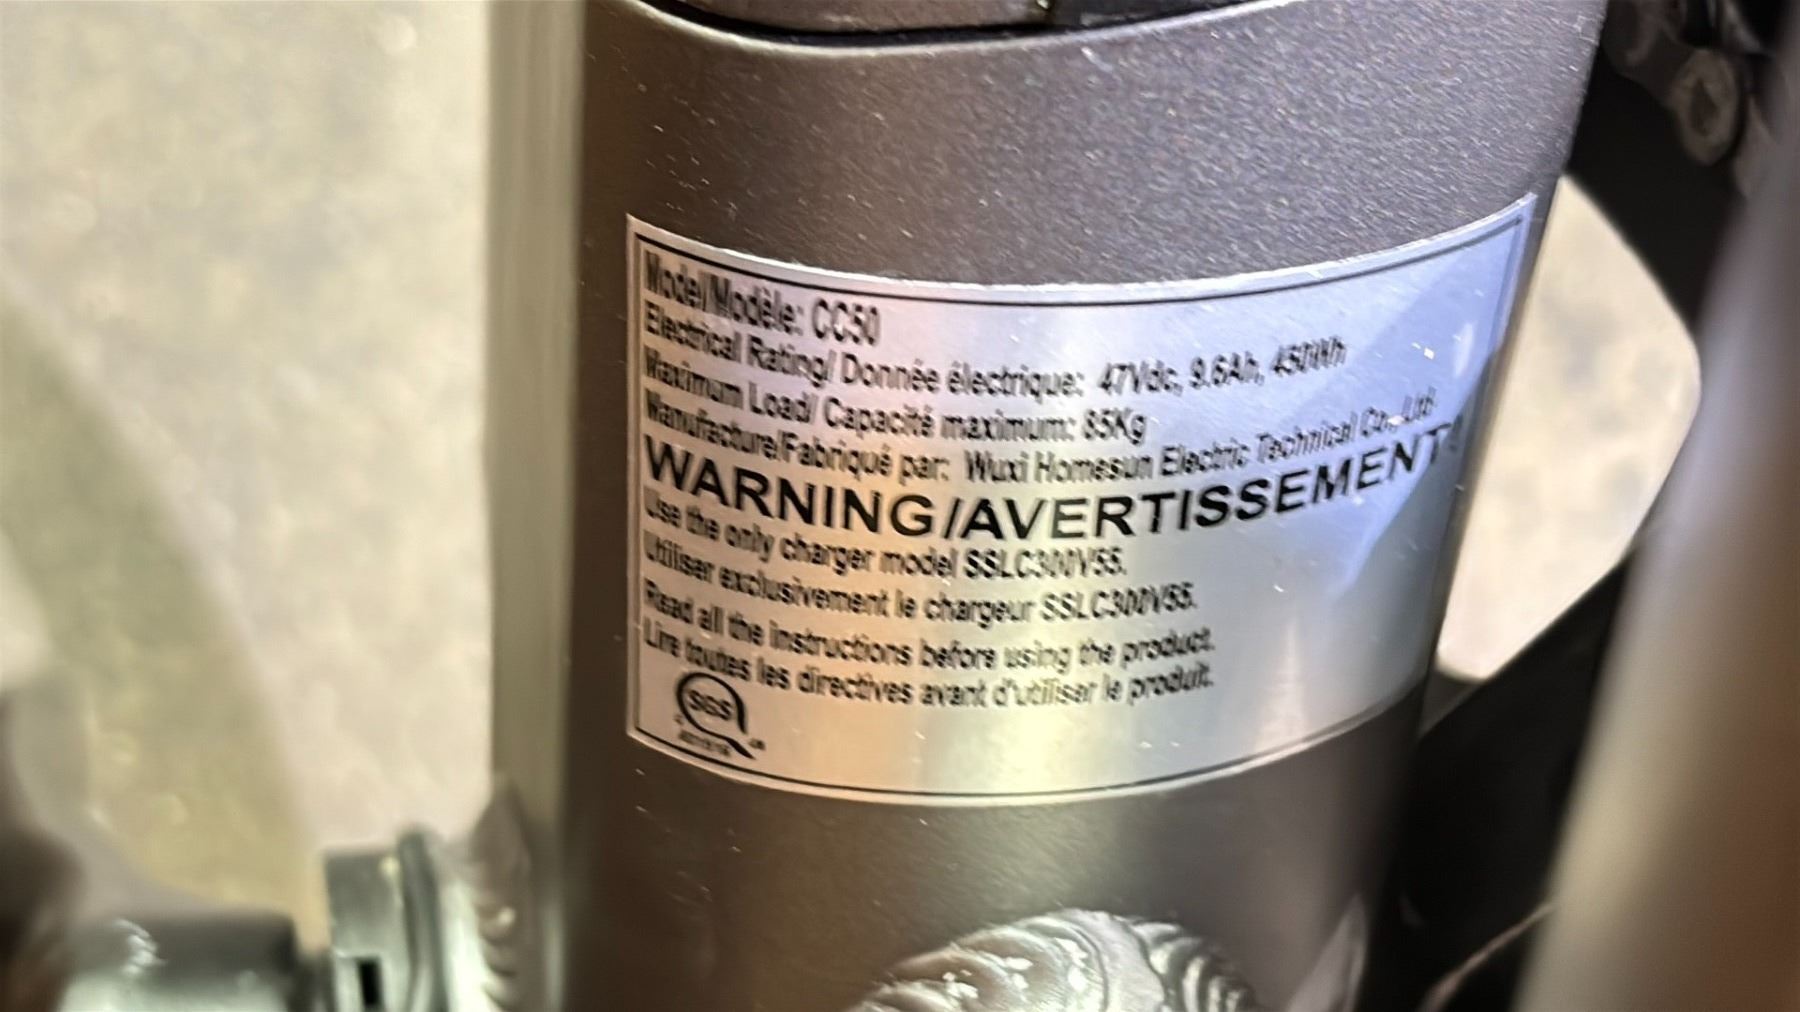 Model/Modèle: CC50
Electrical Rating/ Donnée électrique: 47Vdc, 9.6Ah, 450Wh
Maximum Load/ Capacité maximum: 85Kg
Manufacture/Fabriqué par: Wuxi Homesun Electric Technical Co., Ltd.
WARNING/AVERTISSEMENT!
Use the only charger model SSLC300V55.
Utiliser exclusivement le chargeur SSLC300V55.
Read all the instructions before using the product.
Lire toutes les directives avant d'utiliser le produit.
SGS